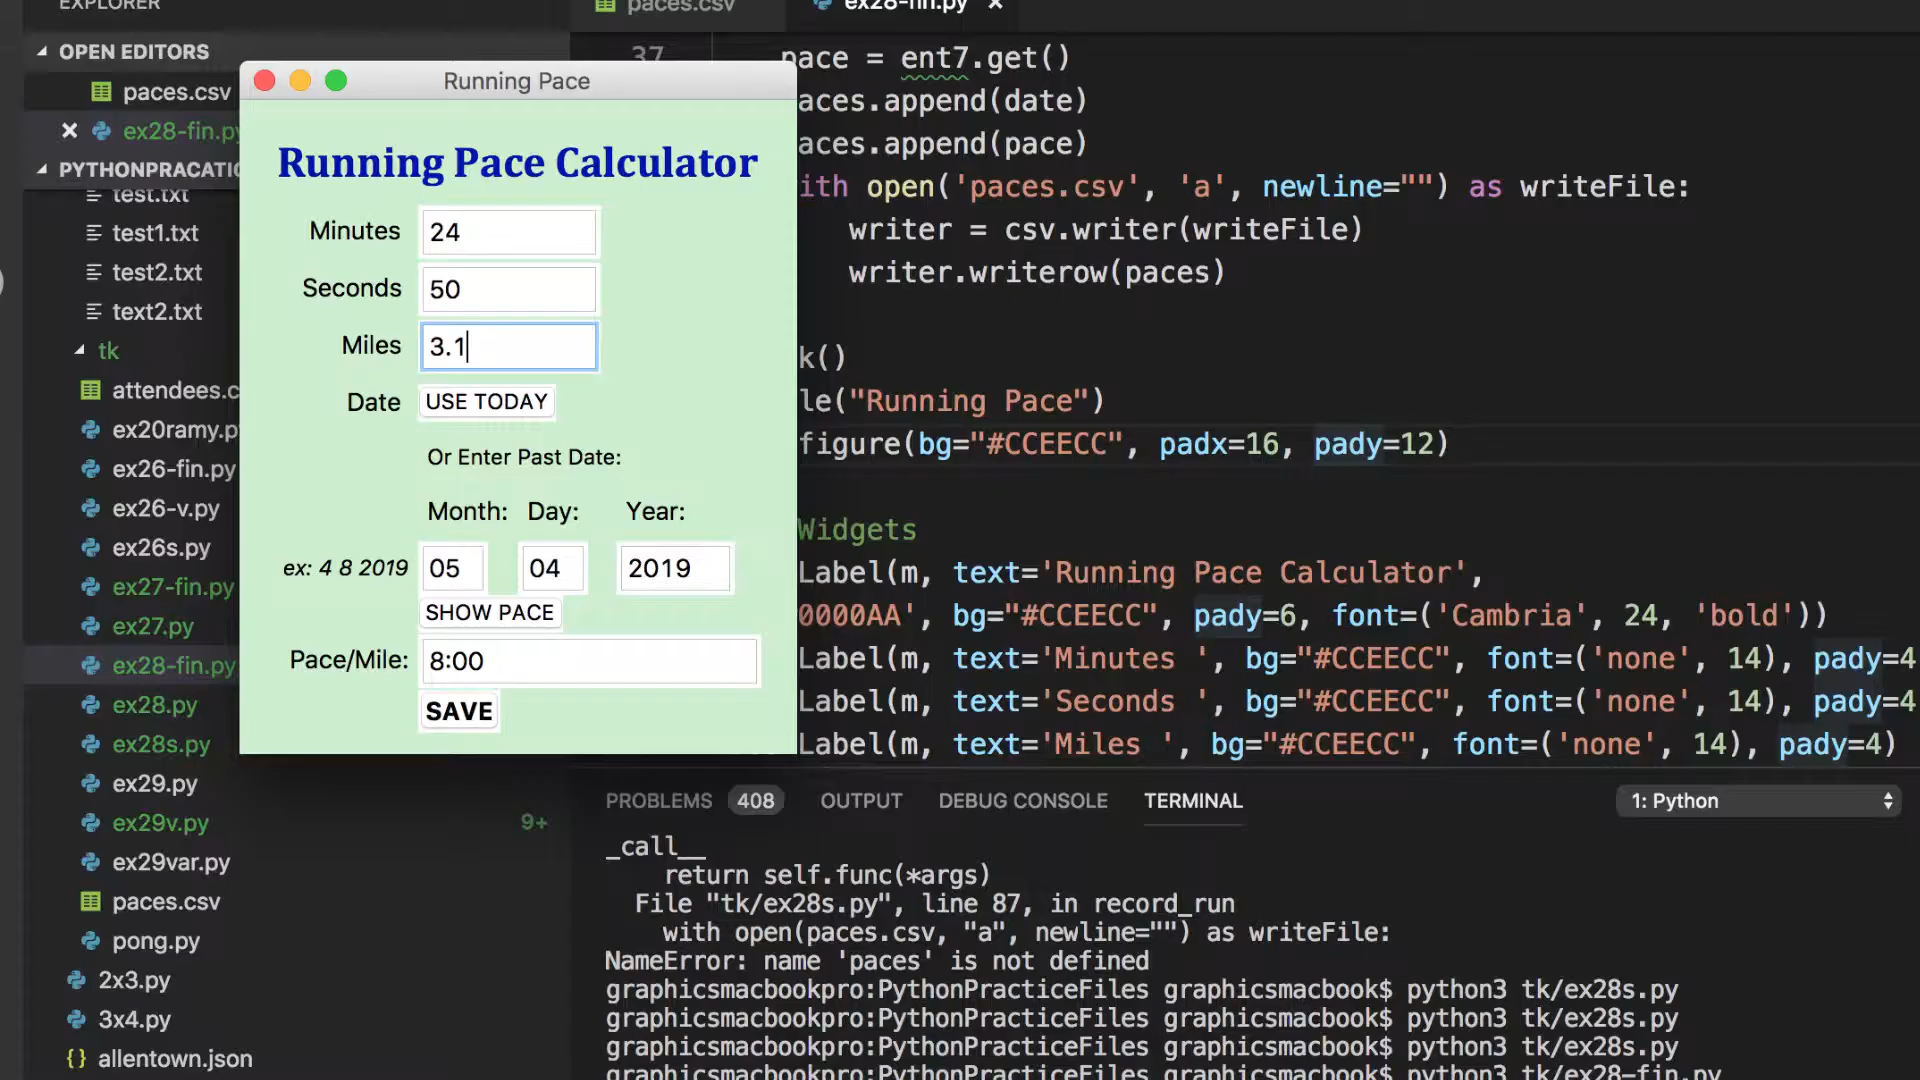 EXPLORER
OPEN EDITORS
paces.csv
ex28-fin.py
PYTHONPRACATIC
test.txt
test1.txt
test2.txt
text2.txt
tk
attendees.c
ex20ramy.p
ex26-fin.py
ex26-v.py
ex26s.py
ex27-fin.py
ex27.py
ex28-fin.py
ex28.py
ex28s.py
ex29.py
ex29v.py 9+
ex29var.py
paces.csv
pong.py
2x3.py
3x4.py
{} allentown.json
Running Pace
Running Pace Calculator
Minutes 24
Seconds 50
Miles 3.1
Date USE TODAY
Or Enter Past Date:
Month: Day: Year:
ex: 4 8 2019 05 04 2019
SHOW PACE
Pace/Mile: 8:00
SAVE
paces.csv ex28-fin.py
37 pace = ent7.get()
aces.append(date)
aces.append(pace)
ith open('paces.csv', 'a', newline="") as writeFile:
writer = csv.writer(writeFile)
writer.writerow(paces)
k()
le("Running Pace")
figure(bg="#CCEECC", padx=16, pady=12)
Widgets
Label(m, text='Running Pace Calculator',
0000AA', bg="#CCEECC", pady=6, font=('Cambria', 24, 'bold'))
Label(m, text='Minutes ', bg="#CCEECC", font=('none', 14), pady=4
Label(m, text='Seconds ', bg="#CCEECC", font=('none', 14), pady=4
Label(m, text='Miles ', bg="#CCEECC", font=('none', 14), pady=4)
PROBLEMS 408 OUTPUT DEBUG CONSOLE TERMINAL 1: Python
_call__
return self.func(*args)
File "tk/ex28s.py", line 87, in record_run
with open(paces.csv, "a", newline="") as writeFile:
NameError: name 'paces' is not defined
graphicsmacbookpro:PythonPracticeFiles graphicsmacbook$ python3 tk/ex28s.py
graphicsmacbookpro:PythonPracticeFiles graphicsmacbook$ python3 tk/ex28s.py
graphicsmacbookpro:PythonPracticeFiles graphicsmacbook$ python3 tk/ex28s.py
graphicsmacbookpro:PythonPracticeFiles graphicsmacbook$ python3 tk/ex28-fin.py